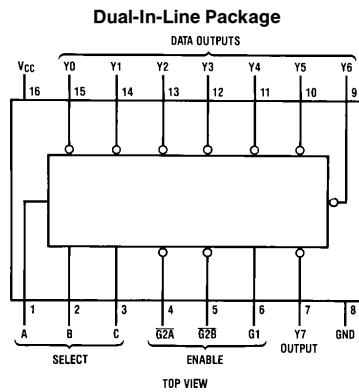 Dual-In-Line Package
DATA OUTPUTS
VCC Y0 Y1 Y2 Y3 Y4 Y5 Y6
16 15 14 13 12 11 10 9
1 2 3 4 5 6 7 8
A B C G2A G2B G1 Y7 GND
OUTPUT
SELECT ENABLE
TOP VIEW